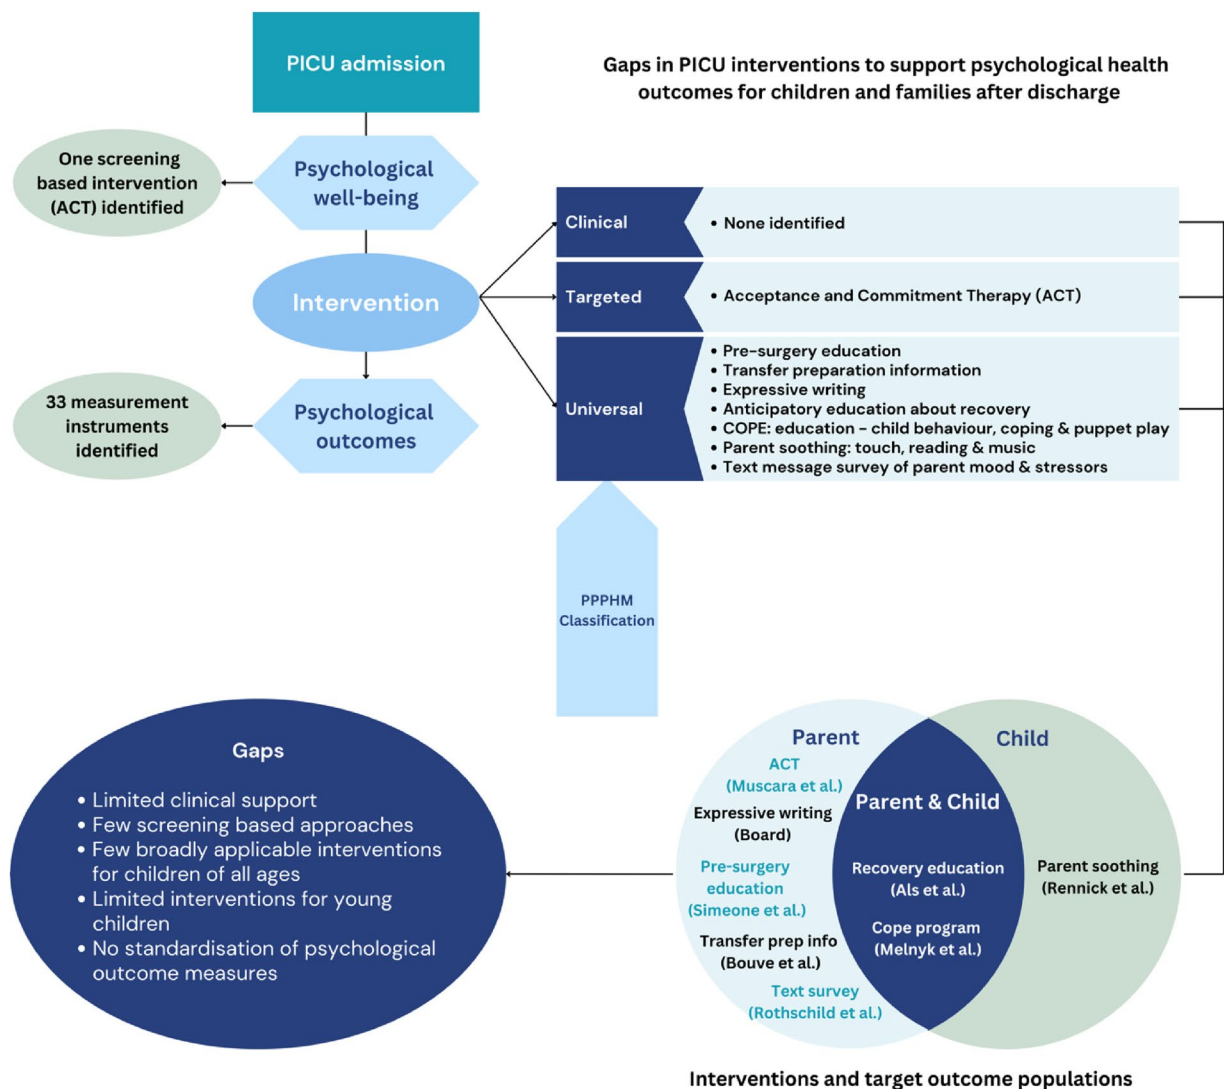 PICU admission
Gaps in PICU interventions to support psychological health
outcomes for children and families after discharge
One screening
based intervention
(ACT) identified
Psychological
well-being
Intervention
33 measurement
instruments
identified
Psychological
outcomes
Clinical
• None identified
Targeted
• Acceptance and Commitment Therapy (ACT)
Universal
• Pre-surgery education
• Transfer preparation information
• Expressive writing
• Anticipatory education about recovery
• COPE: education - child behaviour, coping & puppet play
• Parent soothing: touch, reading & music
• Text message survey of parent mood & stressors
PPPHM
Classification
Gaps
• Limited clinical support
• Few screening based approaches
• Few broadly applicable interventions
for children of all ages
• Limited interventions for young
children
• No standardisation of psychological
outcome measures
Parent
ACT
(Muscara et al.)
Expressive writing
(Board)
Pre-surgery
education
(Simeone et al.)
Transfer prep info
(Bouve et al.)
Text survey
(Rothschild et al.)
Parent & Child
Recovery education
(Als et al.)
Cope program
(Melnyk et al.)
Child
Parent soothing
(Rennick et al.)
Interventions and target outcome populations